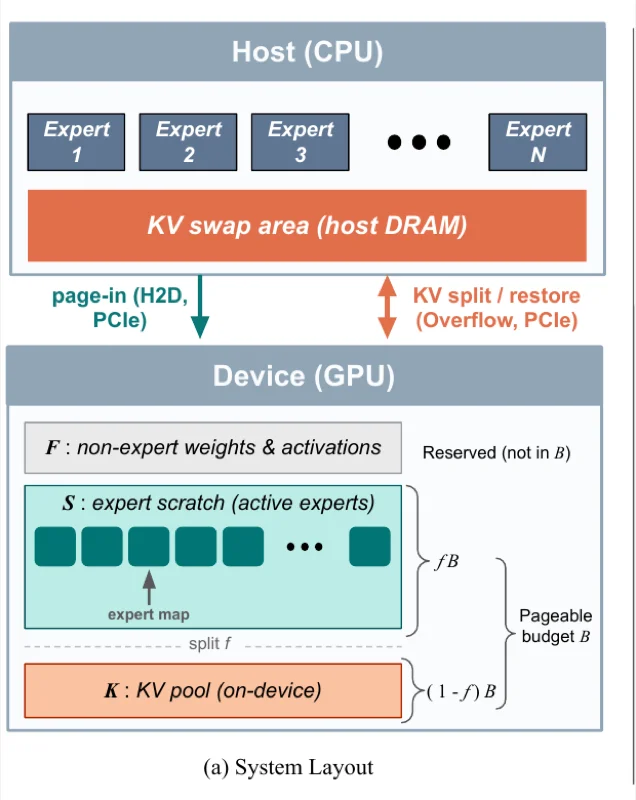 Host (CPU)
Expert
1
Expert
2
Expert
3
Expert
N
KV swap area (host DRAM)
page-in (H2D,
PCIe)
KV split / restore
(Overflow, PCIe)
Device (GPU)
F : non-expert weights & activations
Reserved (not in B)
S : expert scratch (active experts)
expert map
f B
split f
Pageable
budget B
K : KV pool (on-device)
( 1 - f ) B
(a) System Layout